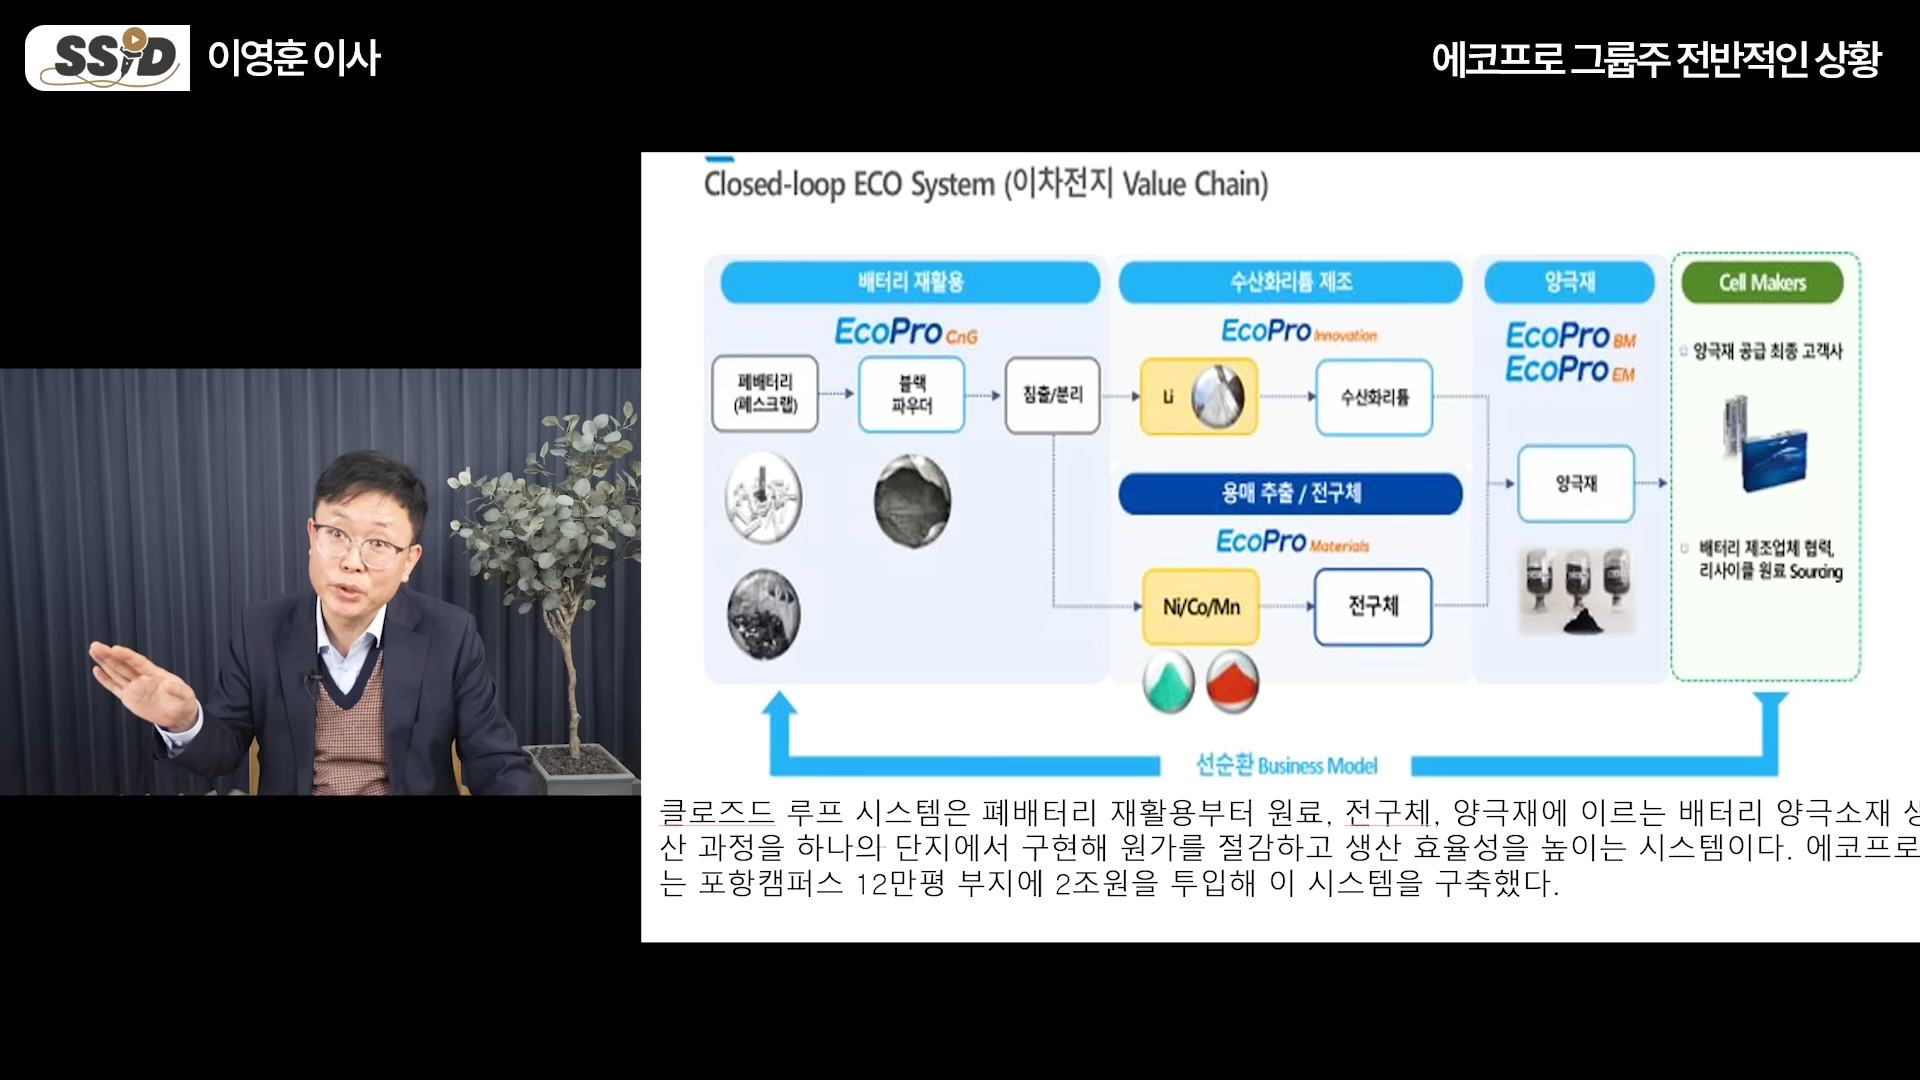 SSiD
이영훈 이사
에코프로 그룹주 전반적인 상황
Closed-loop ECO System (이차전지 Value Chain)
배터리 재활용
수산화리튬 제조
양극재
Cell Makers
EcoPro CnG
EcoPro Innovation
EcoPro BM
EcoPro EM
양극재 공급 최종 고객사
폐배터리
(폐스크랩)
블랙
파우더
침출/분리
Li
수산화리튬
용매 추출 / 전구체
양극재
EcoPro Materials
배터리 제조업체 협력,
리사이클 원료 Sourcing
Ni/Co/Mn
전구체
선순환 Business Model
클로즈드 루프 시스템은 폐배터리 재활용부터 원료, 전구체, 양극재에 이르는 배터리 양극소재 생
산 과정을 하나의 단지에서 구현해 원가를 절감하고 생산 효율성을 높이는 시스템이다. 에코프로
는 포항캠퍼스 12만평 부지에 2조원을 투입해 이 시스템을 구축했다.